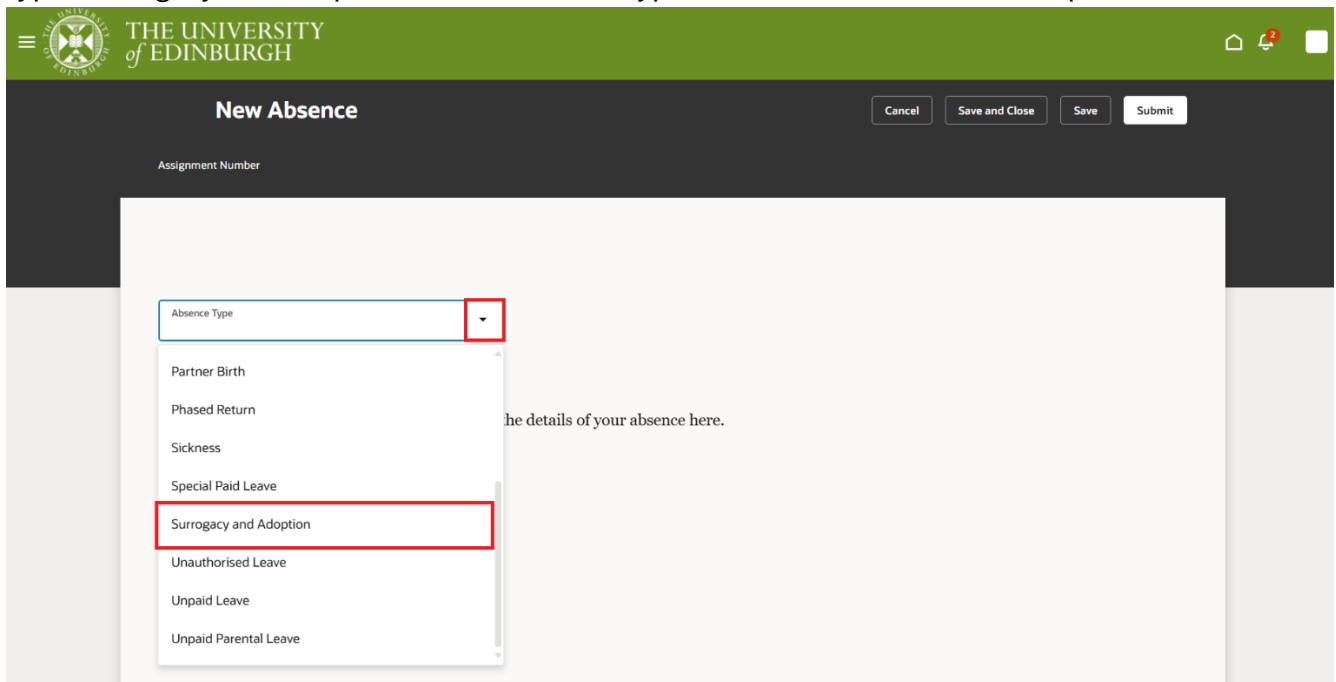 THE UNIVERSITY
of EDINBURGH
2
New Absence
Cancel
Save and Close
Save
Submit
Assignment Number
Absence Type
Partner Birth
Phased Return
he details of your absence here.
Sickness
Special Paid Leave
Surrogacy and Adoption
Unauthorised Leave
Unpaid Leave
Unpaid Parental Leave